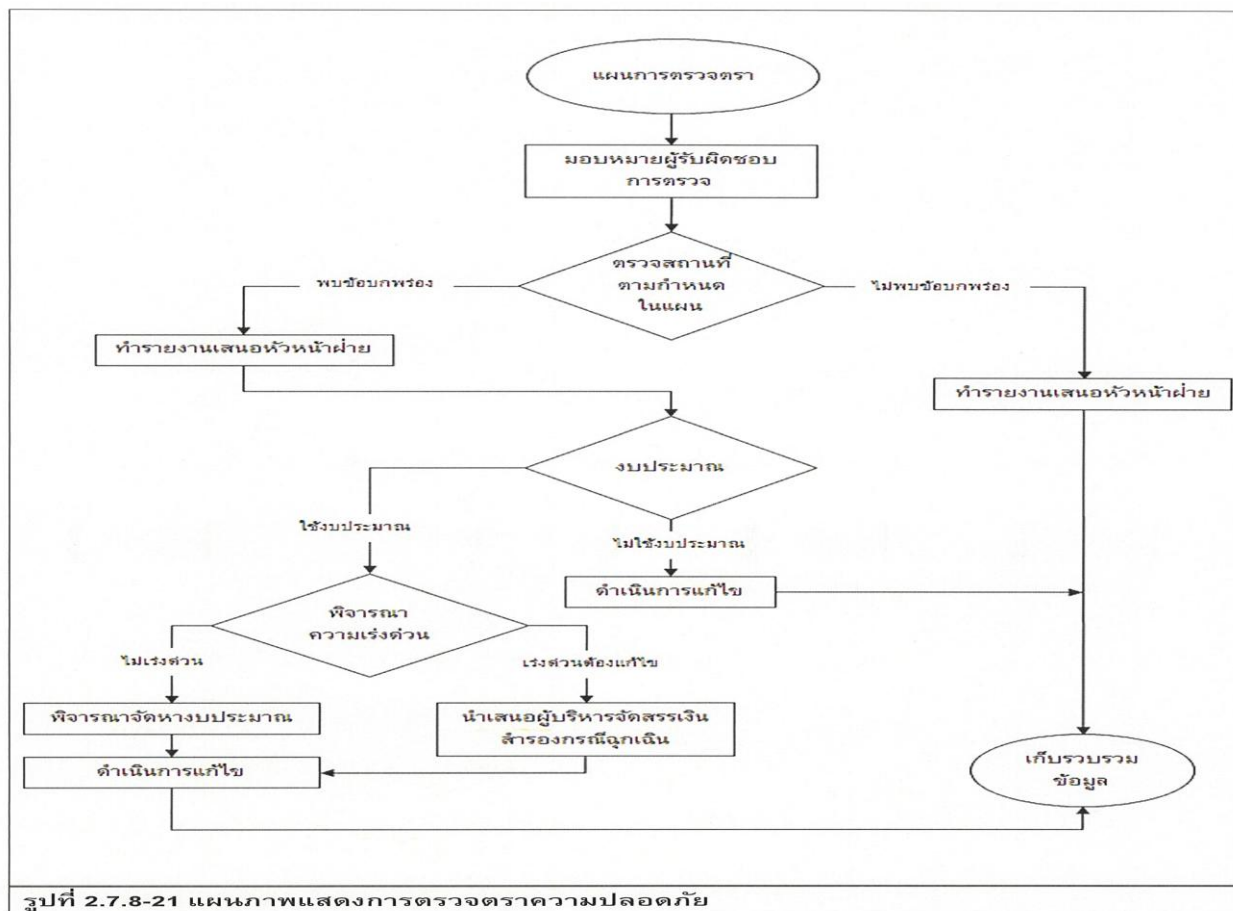 แผนการตรวจตรา
มอบหมายผู้รับผิดชอบ
การตรวจ
ตรวจสถานที่
ตามกำหนด
ในแผน
พบข้อบกพร่อง
ไม่พบข้อบกพร่อง
ทำรายงานเสนอหัวหน้าฝ่าย
ทำรายงานเสนอหัวหน้าฝ่าย
งบประมาณ
ใช้งบประมาณ
ไม่ใช้งบประมาณ
ดำเนินการแก้ไข
พิจารณา
ความเร่งด่วน
ไม่เร่งด่วน
เร่งด่วนต้องแก้ไข
พิจารณาจัดหางบประมาณ
นำเสนอผู้บริหารจัดสรรเงิน
สำรองกรณีฉุกเฉิน
ดำเนินการแก้ไข
เก็บรวบรวม
ข้อมูล
รูปที่ 2.7.8-21 แผนภาพแสดงการตรวจตราความปลอดภัย